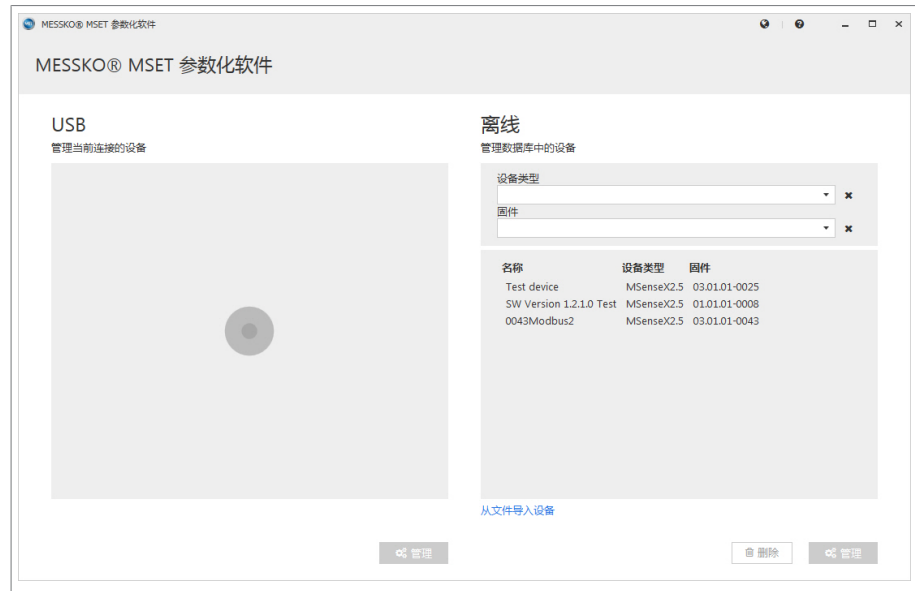 MESSKO® MSET 参数化软件
MESSKO® MSET 参数化软件
USB
管理当前连接的设备
管理
离线
管理数据库中的设备
设备类型
固件
名称 设备类型 固件
Test device MSenseX2.5 03.01.01-0025
SW Version 1.2.1.0 Test MSenseX2.5 01.01.01-0008
0043Modbus2 MSenseX2.5 03.01.01-0043
从文件导入设备
删除 管理